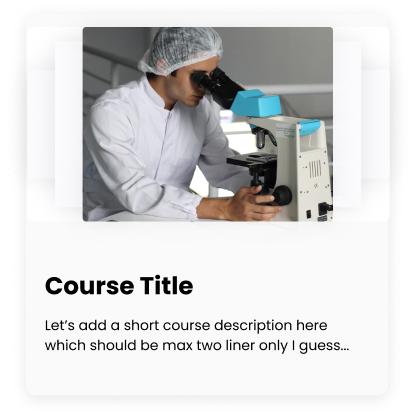 Course Title
Let’s add a short course description here
which should be max two liner only I guess...